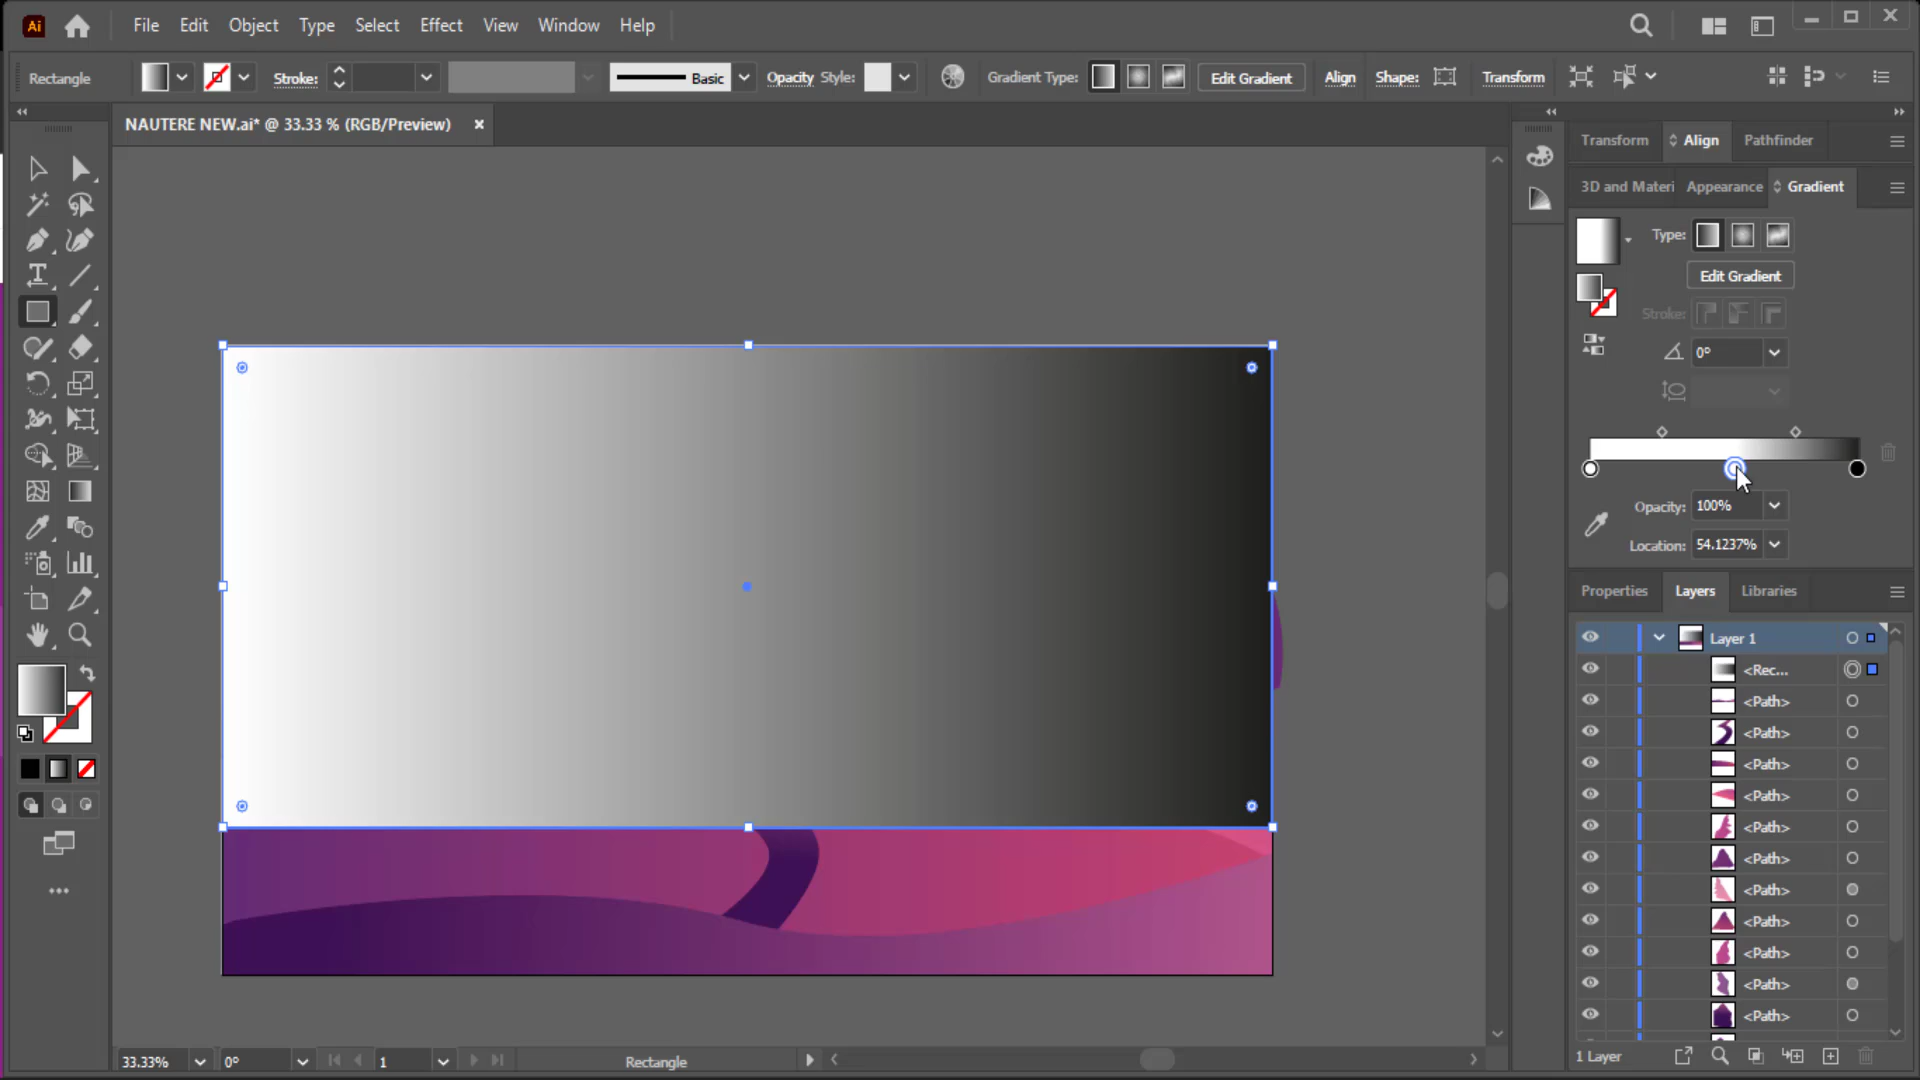 Ai File Edit Object Type Select Effect View Window Help
Rectangle Stroke: Basic Opacity Style: Gradient Type: Edit Gradient Align Shape: Transform
NAUTERE NEW.ai* @ 33.33 % (RGB/Preview) ×
Transform Align Pathfinder
3D and Materi Appearance Gradient
Type:
Edit Gradient
Stroke:
0°
Opacity: 100%
Location: 54.1237%
Properties Layers Libraries
Layer 1
<Rec...
<Path>
<Path>
<Path>
<Path>
<Path>
<Path>
<Path>
<Path>
<Path>
<Path>
<Path>
1 Layer
33.33% 0° 1 Rectangle